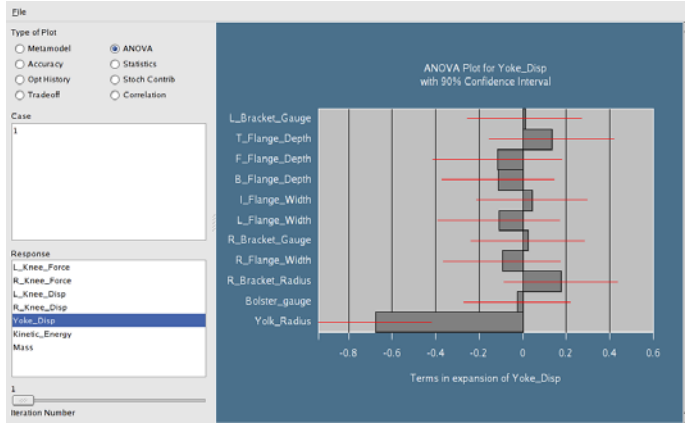 File
Type of Plot
Metamodel
ANOVA
Accuracy
Statistics
Opt History
Stoch Contrib
Tradeoff
Correlation
Case
1
Response
L_Knee_Force
R_Knee_Force
L_Knee_Disp
R_Knee_Disp
Yoke_Disp
Kinetic_Energy
Mass
1
Iteration Number
ANOVA Plot for Yoke_Disp
with 90% Confidence Interval
L_Bracket_Gauge
T_Flange_Depth
F_Flange_Depth
B_Flange_Depth
I_Flange_Width
L_Flange_Width
R_Bracket_Gauge
R_Flange_Width
R_Bracket_Radius
Bolster_gauge
Yolk_Radius
-0.8 -0.6 -0.4 -0.2 0 0.2 0.4 0.6
Terms in expansion of Yoke_Disp